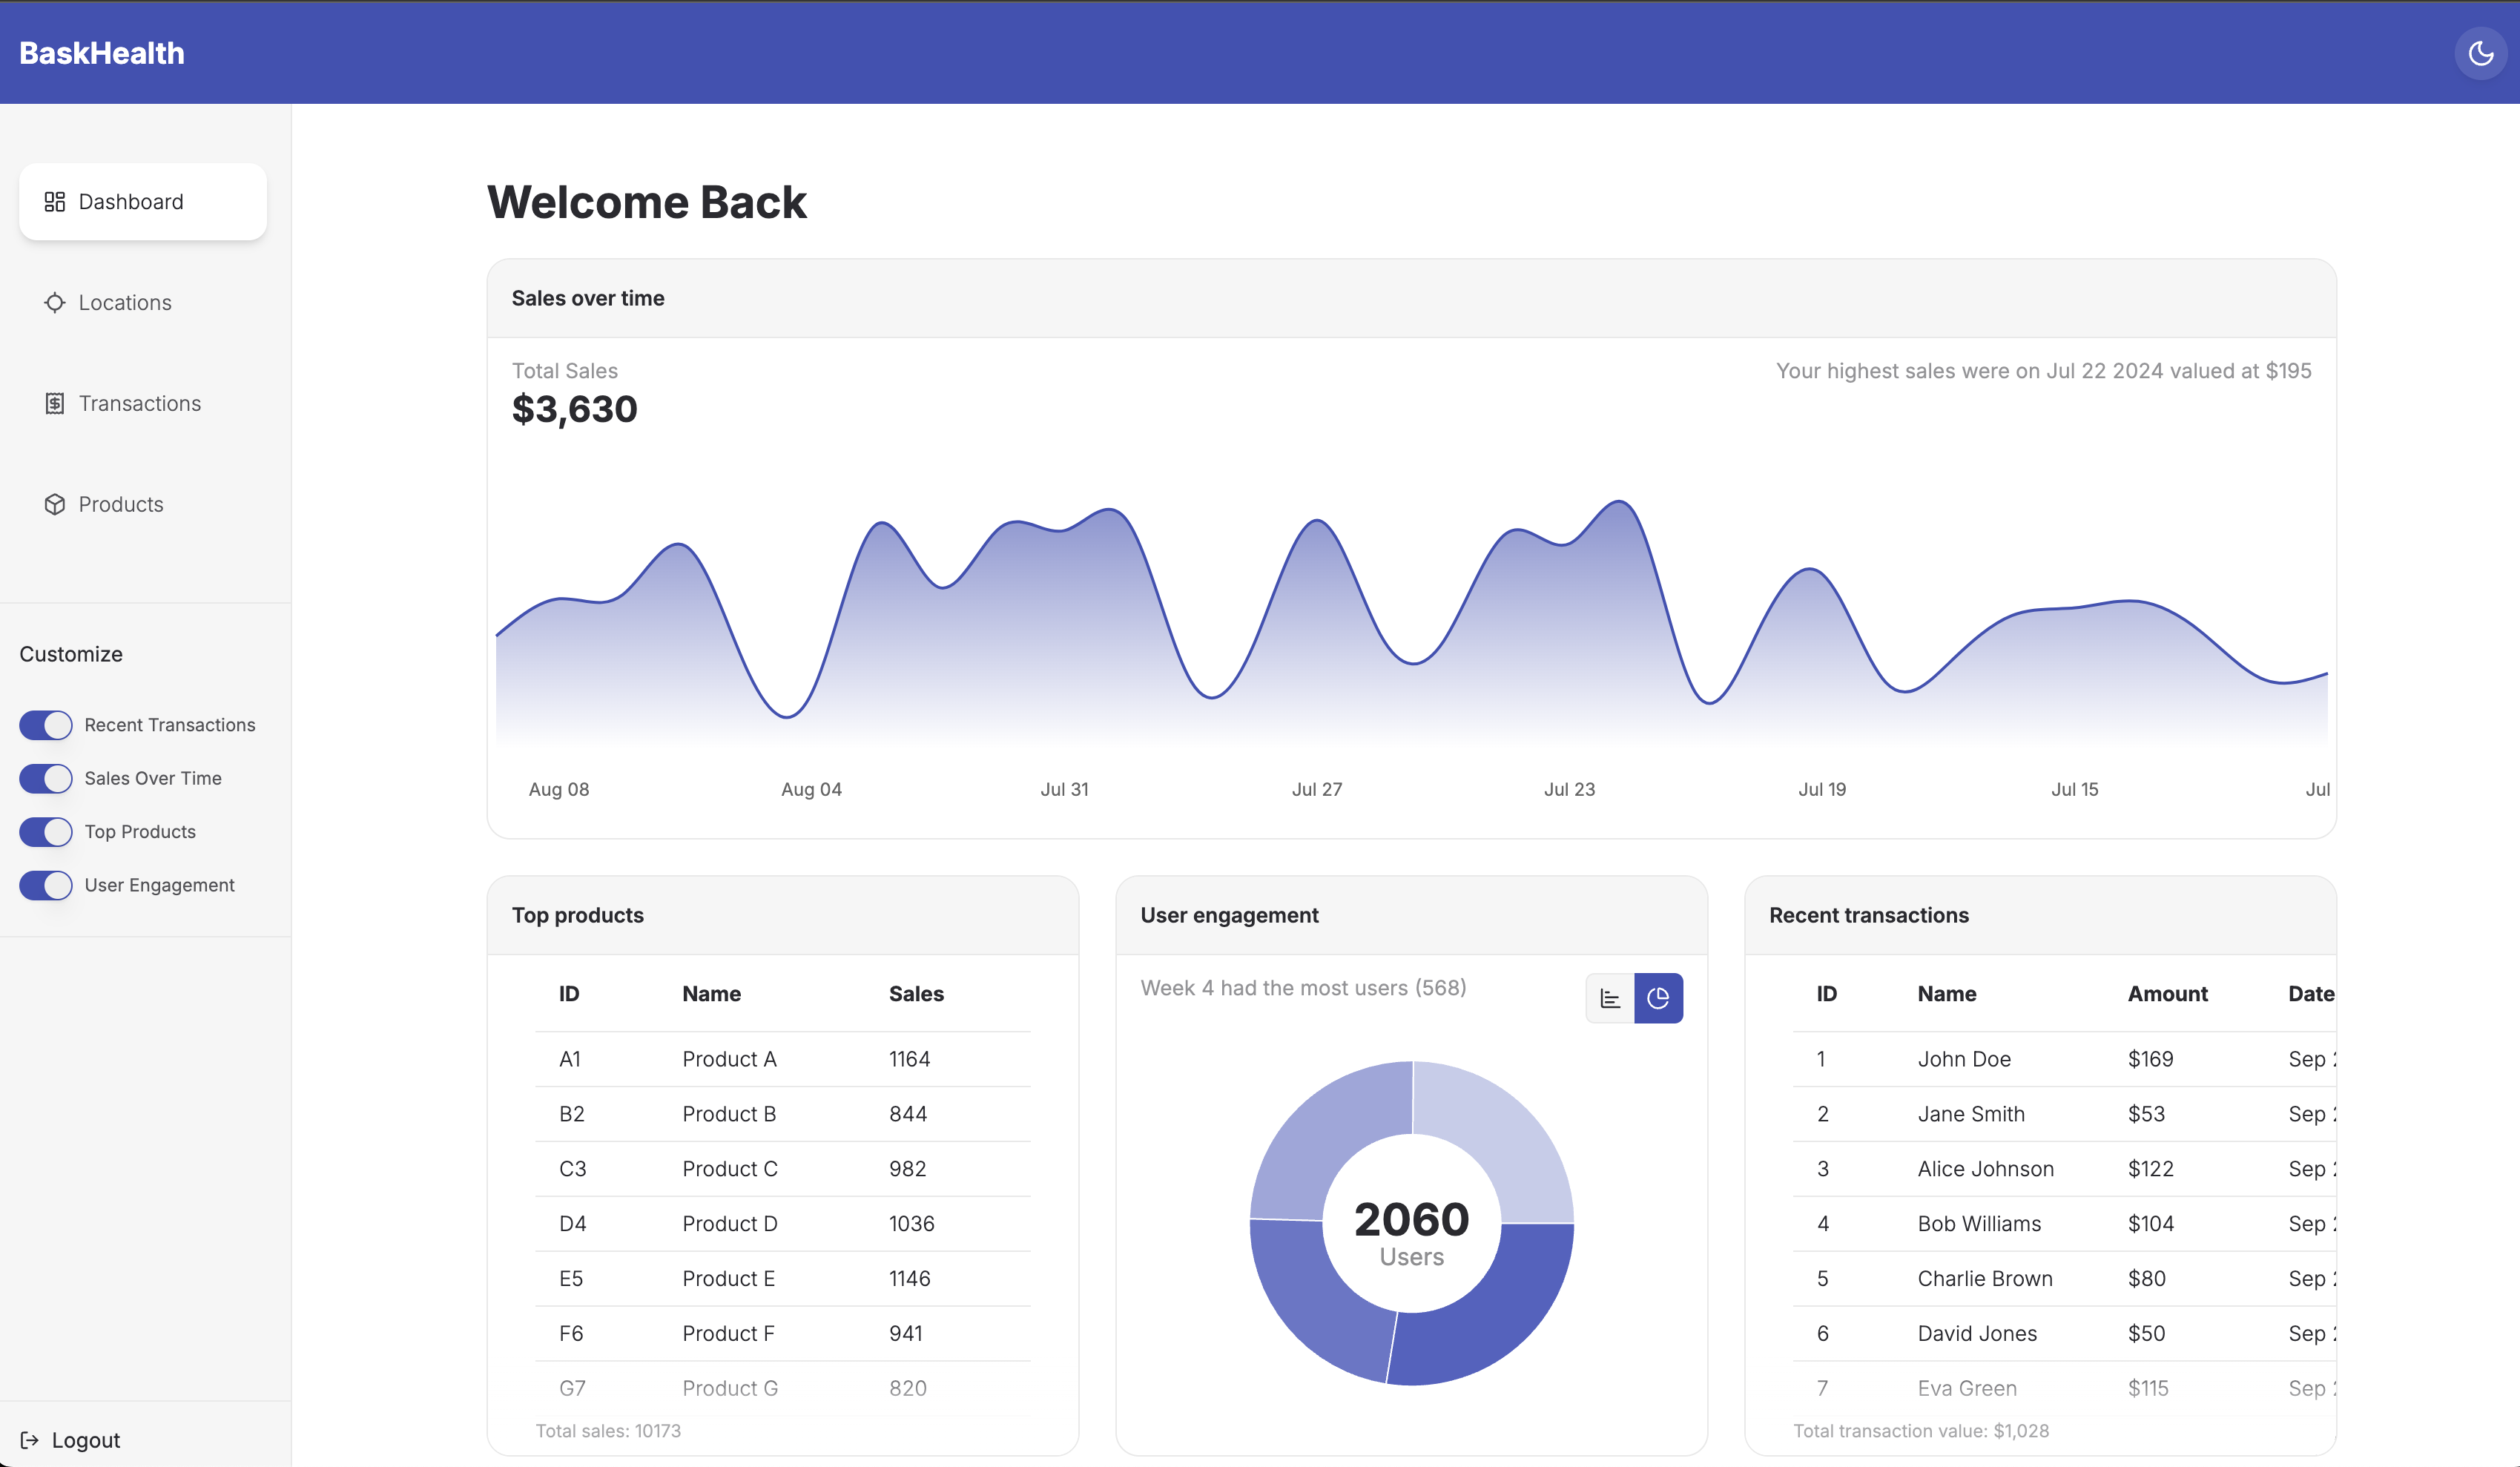 BaskHealth
Dashboard
Locations
Transactions
Products
Customize
Recent Transactions
Sales Over Time
Top Products
User Engagement
Logout
Welcome Back
Sales over time
Total Sales
$3,630
Your highest sales were on Jul 22 2024 valued at $195
Aug 08 Aug 04 Jul 31 Jul 27 Jul 23 Jul 19 Jul 15 Jul
Top products
ID Name Sales
A1 Product A 1164
B2 Product B 844
C3 Product C 982
D4 Product D 1036
E5 Product E 1146
F6 Product F 941
G7 Product G 820
Total sales: 10173
User engagement
Week 4 had the most users (568)
2060
Users
Recent transactions
ID Name Amount Date
1 John Doe $169 Sep
2 Jane Smith $53 Sep
3 Alice Johnson $122 Sep
4 Bob Williams $104 Sep
5 Charlie Brown $80 Sep
6 David Jones $50 Sep
7 Eva Green $115 Sep
Total transaction value: $1,028